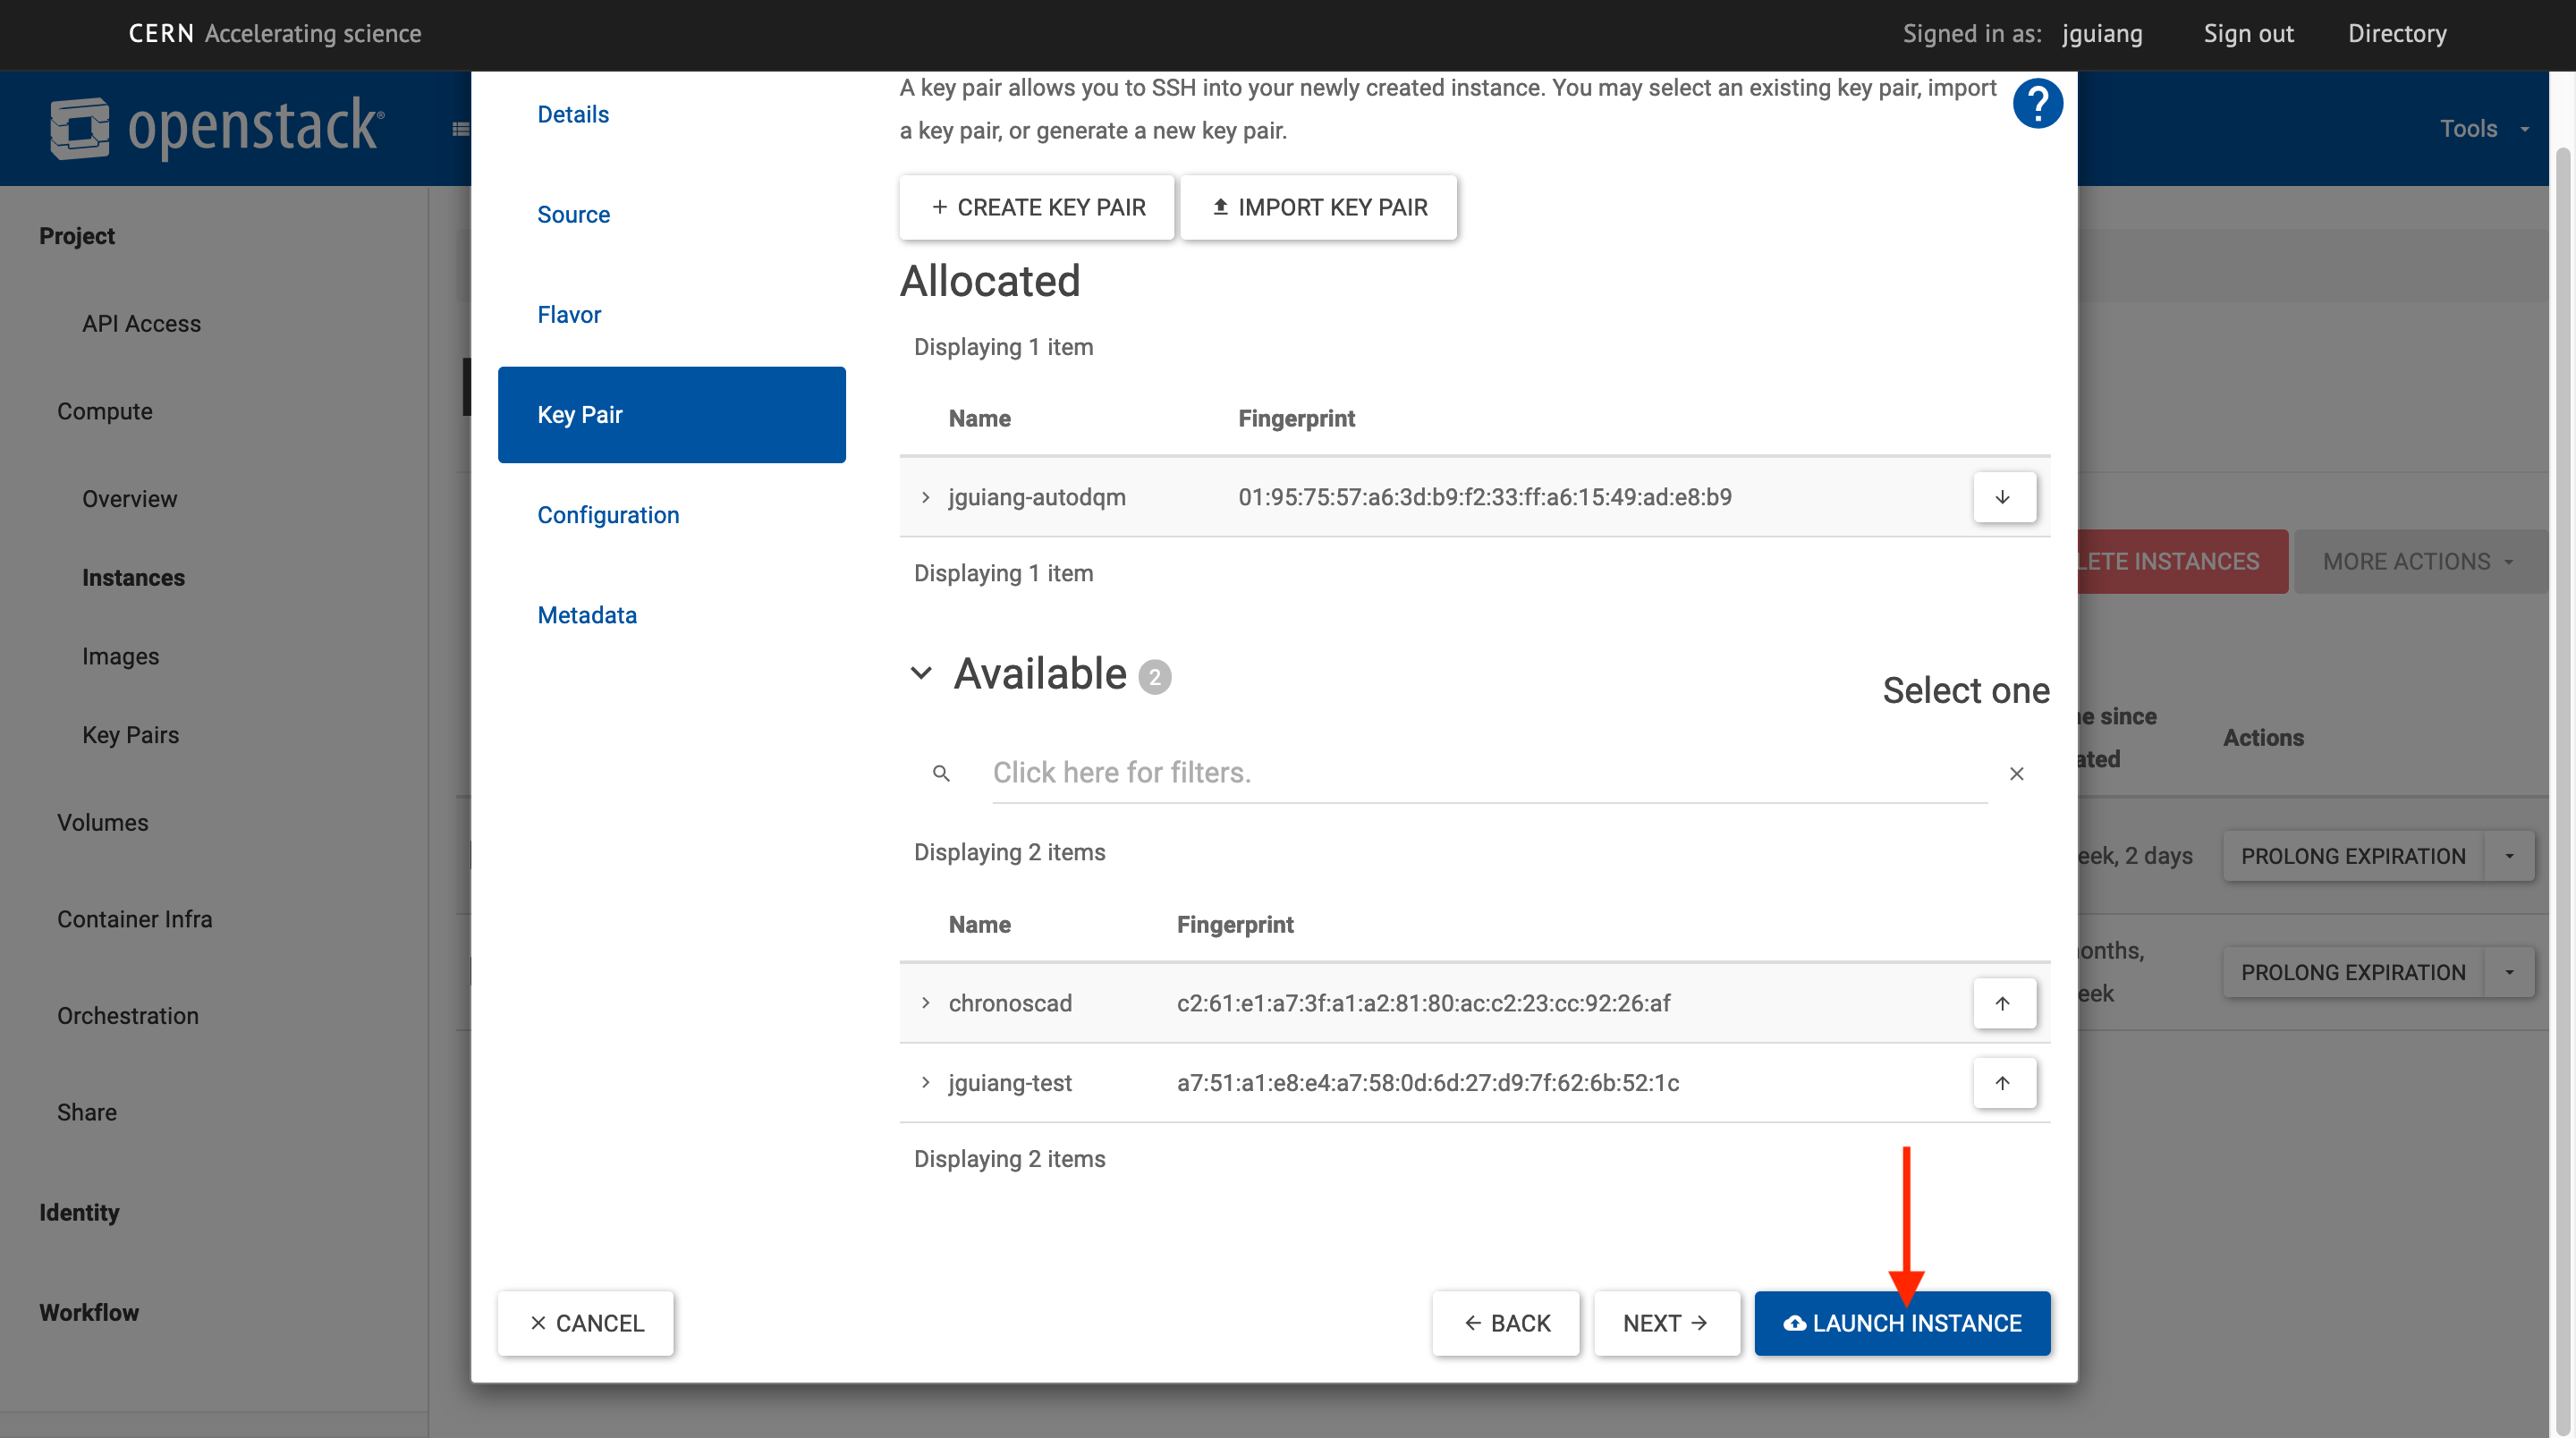 CERN Accelerating science
Signed in as: jguiang Sign out Directory
openstack
Tools
Project
API Access
Compute
Overview
Instances
Images
Key Pairs
Volumes
Container Infra
Orchestration
Share
Identity
Workflow
Details
Source
Flavor
Key Pair
Configuration
Metadata
A key pair allows you to SSH into your newly created instance. You may select an existing key pair, import
a key pair, or generate a new key pair.
?
+ CREATE KEY PAIR
IMPORT KEY PAIR
Allocated
Displaying 1 item
Name Fingerprint
jguiang-autodqm 01:95:75:57:a6:3d:b9:f2:33:ff:a6:15:49:ad:e8:b9
Displaying 1 item
Available 2
Select one
Click here for filters.
Displaying 2 items
Name Fingerprint
chronoscad c2:61:e1:a7:3f:a1:a2:81:80:ac:c2:23:cc:92:26:af
jguiang-test a7:51:a1:e8:e4:a7:58:0d:6d:27:d9:7f:62:6b:52:1c
Displaying 2 items
CANCEL
BACK
NEXT
LAUNCH INSTANCE
LETE INSTANCES
MORE ACTIONS
e since
ated
Actions
eek, 2 days
PROLONG EXPIRATION
onths,
eek
PROLONG EXPIRATION